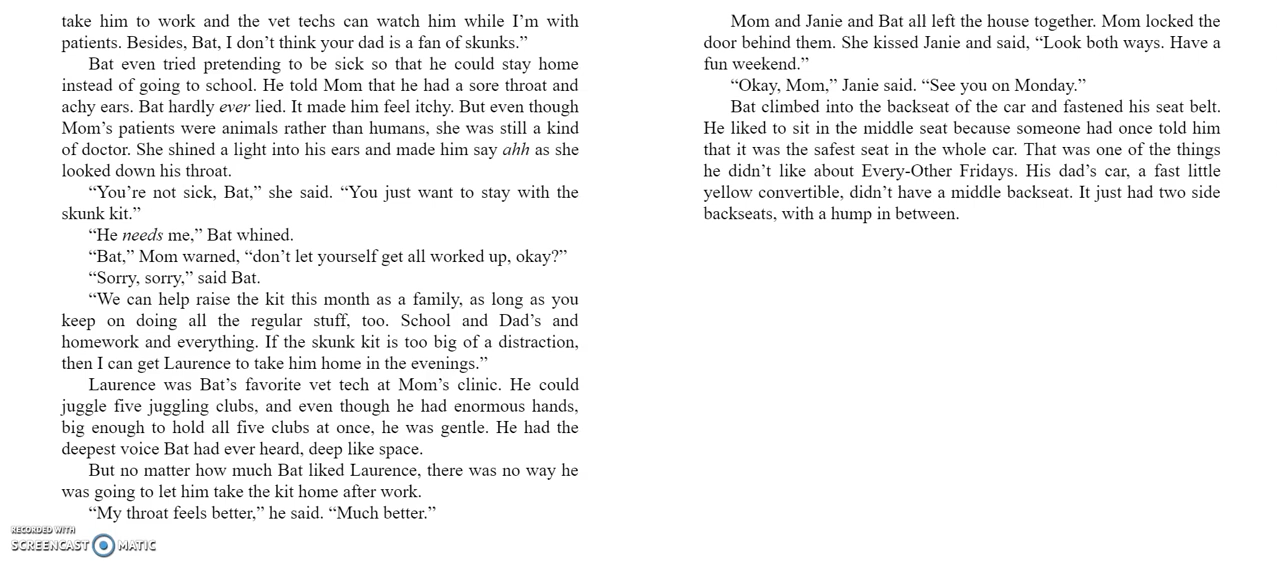 take him to work and the vet techs can watch him while I’m with
patients. Besides, Bat, I don’t think your dad is a fan of skunks.”
Bat even tried pretending to be sick so that he could stay home
instead of going to school. He told Mom that he had a sore throat and
achy ears. Bat hardly ever lied. It made him feel itchy. But even though
Mom’s patients were animals rather than humans, she was still a kind
of doctor. She shined a light into his ears and made him say ahh as she
looked down his throat.
“You’re not sick, Bat,” she said. “You just want to stay with the
skunk kit.”
“He needs me,” Bat whined.
“Bat,” Mom warned, “don’t let yourself get all worked up, okay?”
“Sorry, sorry,” said Bat.
“We can help raise the kit this month as a family, as long as you
keep on doing all the regular stuff, too. School and Dad’s and
homework and everything. If the skunk kit is too big of a distraction,
then I can get Laurence to take him home in the evenings.”
Laurence was Bat’s favorite vet tech at Mom’s clinic. He could
juggle five juggling clubs, and even though he had enormous hands,
big enough to hold all five clubs at once, he was gentle. He had the
deepest voice Bat had ever heard, deep like space.
But no matter how much Bat liked Laurence, there was no way he
was going to let him take the kit home after work.
“My throat feels better,” he said. “Much better.”
Mom and Janie and Bat all left the house together. Mom locked the
door behind them. She kissed Janie and said, “Look both ways. Have a
fun weekend.”
“Okay, Mom,” Janie said. “See you on Monday.”
Bat climbed into the backseat of the car and fastened his seat belt.
He liked to sit in the middle seat because someone had once told him
that it was the safest seat in the whole car. That was one of the things
he didn’t like about Every-Other Fridays. His dad’s car, a fast little
yellow convertible, didn’t have a middle backseat. It just had two side
backseats, with a hump in between.
RECORDED WITH
SCREENCAST MATIC